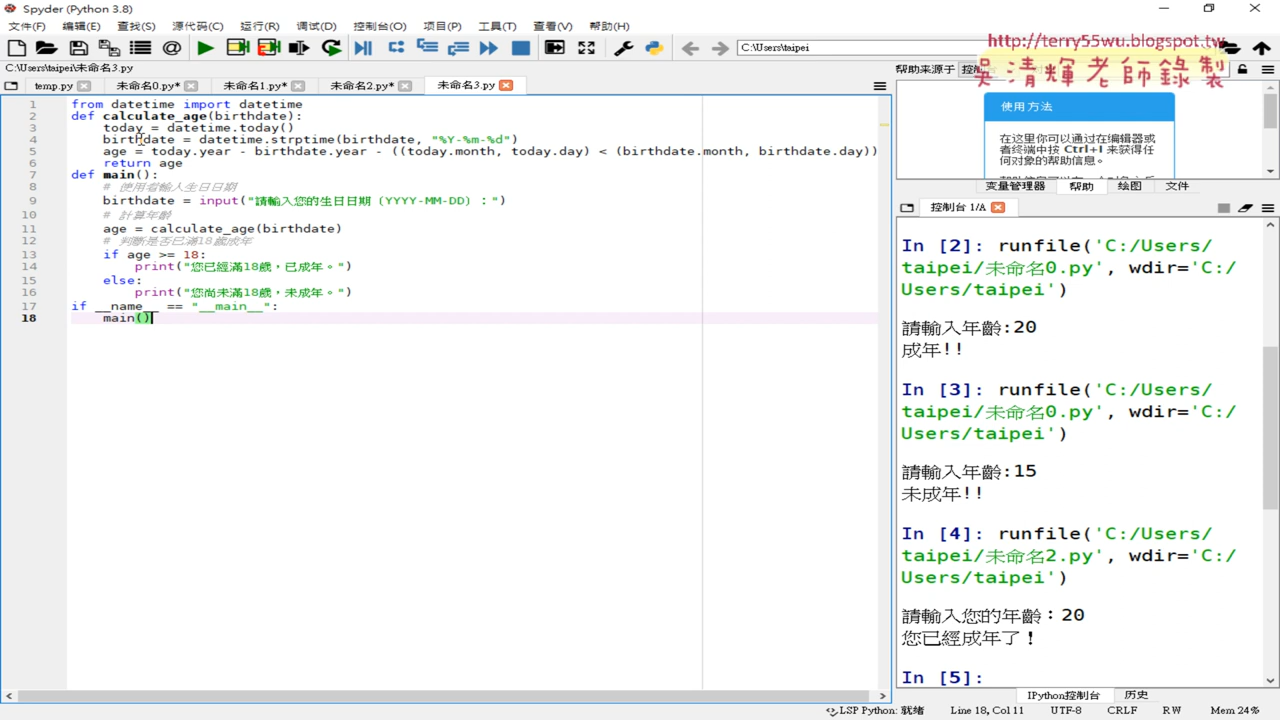 Spyder (Python 3.8)
文件(F) 编辑(E) 查找(S) 源代码(C) 运行(R) 调试(D) 控制台(O) 项目(P) 工具(T) 查看(V) 帮助(H)
C:\Users\taipei
http://terry55wu.blogspot.tw
吳清輝老師錄製
C:\Users\taipei\未命名3.py
temp.py 未命名0.py* 未命名1.py* 未命名2.py* 未命名3.py
帮助来源于
1 from datetime import datetime
2 def calculate_age(birthdate):
3 today = datetime.today()
4 birthdate = datetime.strptime(birthdate, "%Y-%m-%d")
5 age = today.year - birthdate.year - ((today.month, today.day) < (birthdate.month, birthdate.day))
6 return age
7 def main():
8 # 使用者輸入生日日期
9 birthdate = input("請輸入您的生日日期（YYYY-MM-DD）：")
10 # 計算年齡
11 age = calculate_age(birthdate)
12 # 判斷是否已滿18歲成年
13 if age >= 18:
14 print("您已經滿18歲，已成年。")
15 else:
16 print("您尚未滿18歲，未成年。")
17 if __name__ == "__main__":
18 main()
使用方法
在这里你可以通过在编辑器或
者终端中按 Ctrl+I 来获得任
何对象的帮助信息。
变量管理器 帮助 绘图 文件
控制台 1/A
In [2]: runfile('C:/Users/
taipei/未命名0.py', wdir='C:/
Users/taipei')
請輸入年齡:20
成年!!
In [3]: runfile('C:/Users/
taipei/未命名0.py', wdir='C:/
Users/taipei')
請輸入年齡:15
未成年!!
In [4]: runfile('C:/Users/
taipei/未命名2.py', wdir='C:/
Users/taipei')
請輸入您的年齡：20
您已經成年了！
In [5]:
IPython控制台 历史
LSP Python: 就绪 Line 18, Col 11 UTF-8 CRLF RW Mem 24%